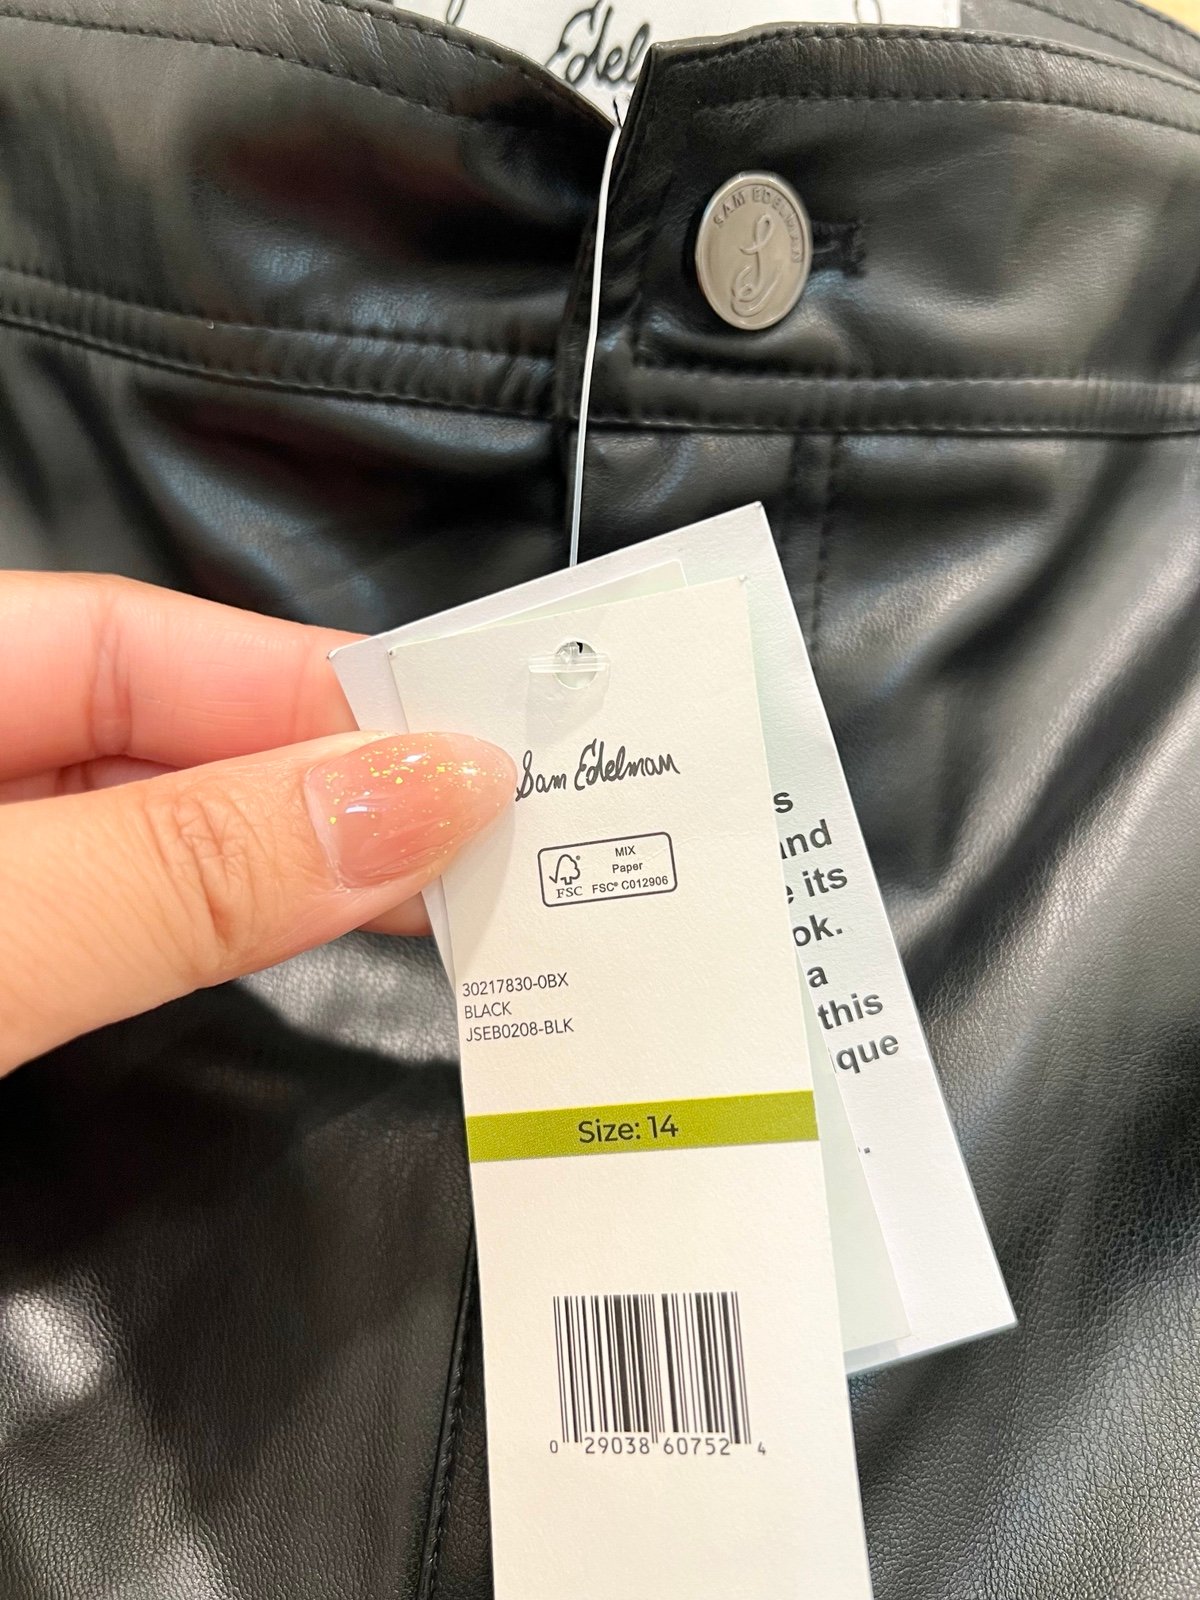 Edel
SAM EDELMAN
Sam Edelman
MIX
Paper
FSC FSC® C012906
s
and
its
ok.
a
this
que
30217830-0BX
BLACK
JSEB0208-BLK
Size: 14
0 29038 60752 4